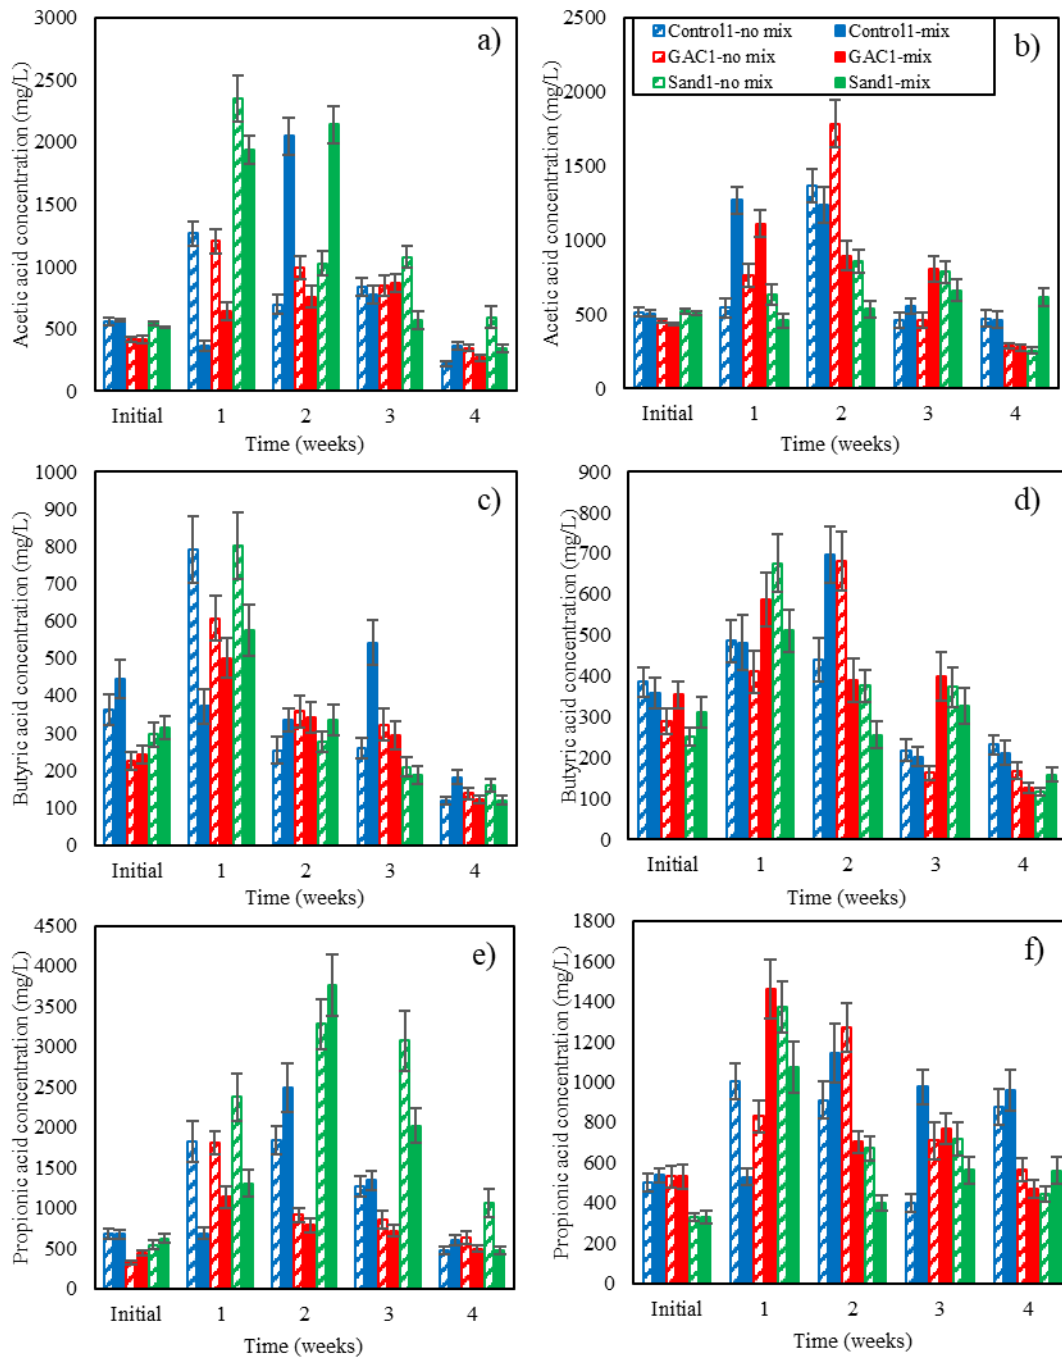 a)
Acetic acid concentration (mg/L)
3000
2500
2000
1500
1000
500
0
Initial 1 2 3 4
Time (weeks)
b)
Control1-no mix Control1-mix
GAC1-no mix GAC1-mix
Sand1-no mix Sand1-mix
Acetic acid concentration (mg/L)
2500
2000
1500
1000
500
0
Initial 1 2 3 4
Time (weeks)
c)
Butyric acid concentration (mg/L)
1000
900
800
700
600
500
400
300
200
100
0
Initial 1 2 3 4
Time (weeks)
d)
Butyric acid concentration (mg/L)
900
800
700
600
500
400
300
200
100
0
Initial 1 2 3 4
Time (weeks)
e)
Propionic acid concentration (mg/L)
4500
4000
3500
3000
2500
2000
1500
1000
500
0
Initial 1 2 3 4
Time (weeks)
f)
Propionic acid concentration (mg/L)
1800
1600
1400
1200
1000
800
600
400
200
0
Initial 1 2 3 4
Time (weeks)